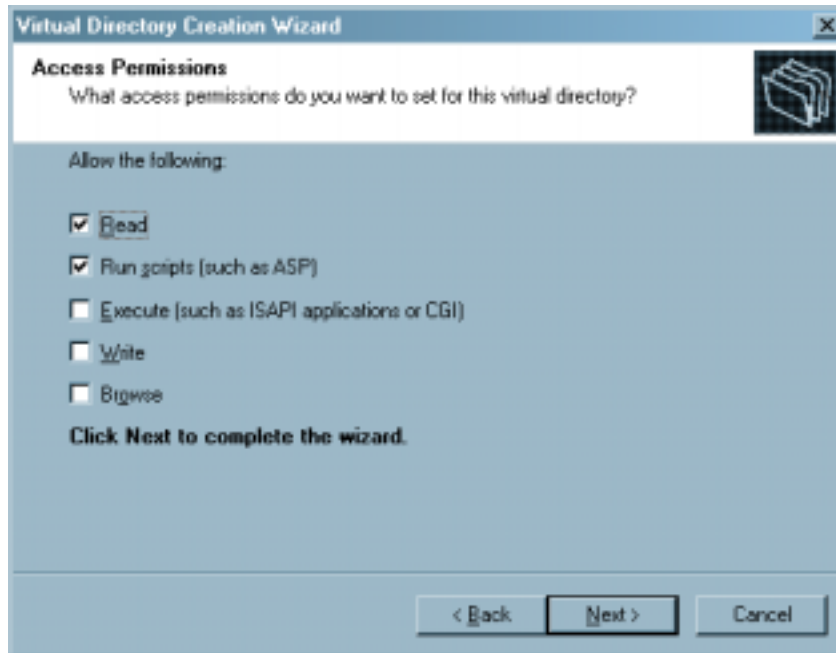 Virtual Directory Creation Wizard
Access Permissions
What access permissions do you want to set for this virtual directory?
Allow the following:
Read
Run scripts (such as ASP)
Execute (such as ISAPI applications or CGI)
Write
Browse
Click Next to complete the wizard.
< Back Next > Cancel